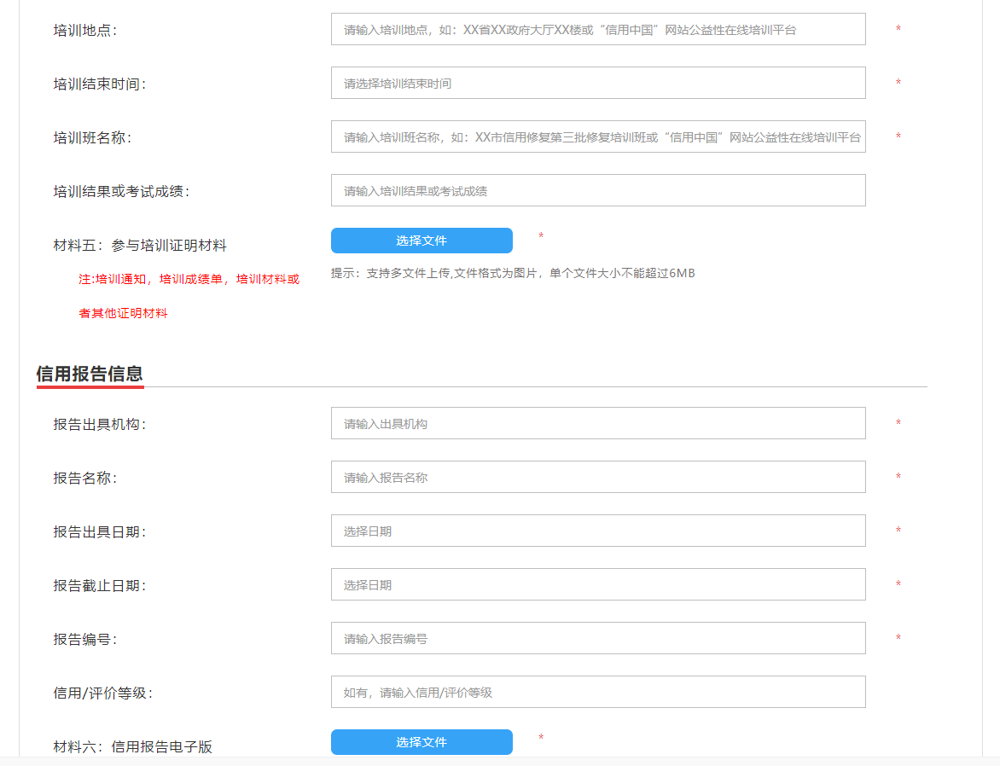 培训地点： 请输入培训地点，如：XX省XX政府大厅XX楼或“信用中国”网站公益性在线培训平台 *
培训结束时间： 请选择培训结束时间 *
培训班名称： 请输入培训班名称，如：XX市信用修复第三批修复培训班或“信用中国”网站公益性在线培训平台 *
培训结果或考试成绩： 请输入培训结果或考试成绩
材料五：参与培训证明材料 选择文件 *
注:培训通知，培训成绩单，培训材料或 提示：支持多文件上传,文件格式为图片，单个文件大小不能超过6MB
者其他证明材料
信用报告信息
报告出具机构： 请输入出具机构 *
报告名称： 请输入报告名称 *
报告出具日期： 选择日期 *
报告截止日期： 选择日期 *
报告编号： 请输入报告编号 *
信用/评价等级： 如有，请输入信用/评价等级
材料六：信用报告电子版 选择文件 *